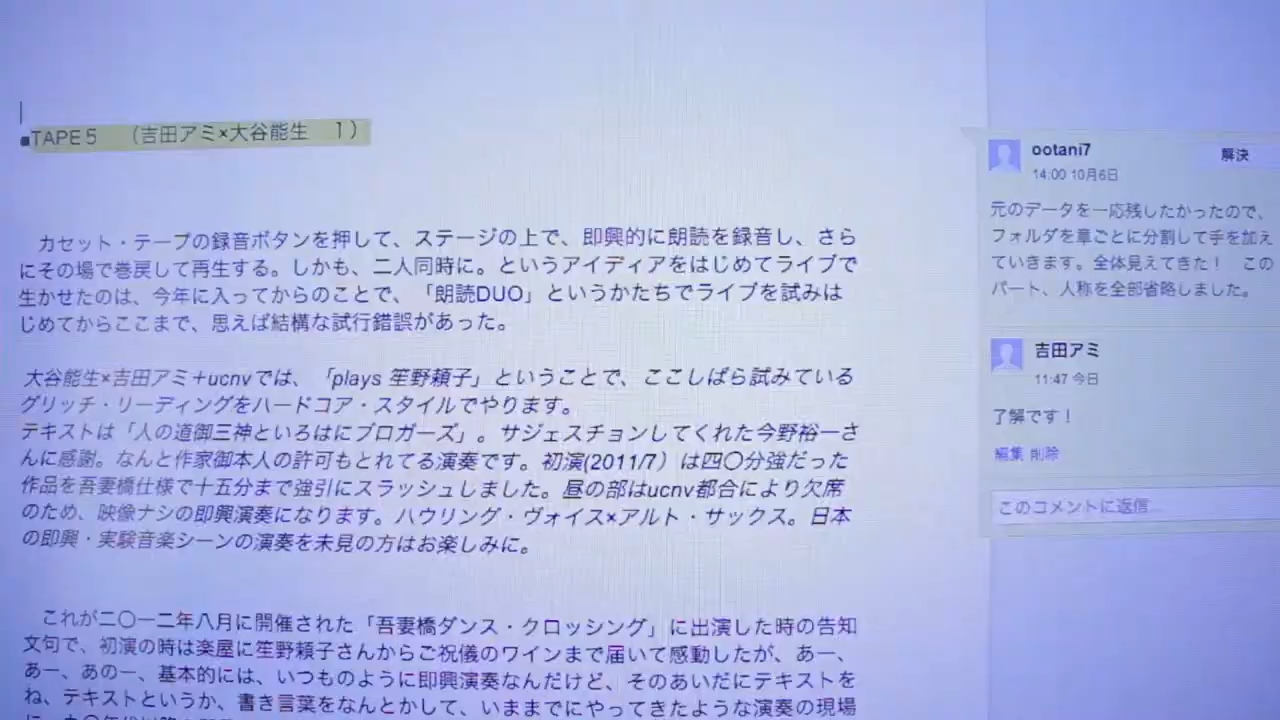 ■TAPE５　（吉田アミ×大谷能生　１）
カセット・テープの録音ボタンを押して、ステージの上で、即興的に朗読を録音し、さら
にその場で巻戻して再生する。しかも、二人同時に。というアイディアをはじめてライブで
生かせたのは、今年に入ってからのことで、「朗読DUO」というかたちでライブを試みは
じめてからここまで、思えば結構な試行錯誤があった。
大谷能生×吉田アミ＋ucnvでは、「plays 笙野頼子」ということで、ここしばら試みている
グリッチ・リーディングをハードコア・スタイルでやります。
テキストは「人の道御三神といろはにブロガーズ」。サジェスチョンしてくれた今野裕一さ
んに感謝。なんと作家御本人の許可もとれてる演奏です。初演(2011/7）は四〇分強だった
作品を吾妻橋仕様で十五分まで強引にスラッシュしました。昼の部はucnv都合により欠席
のため、映像ナシの即興演奏になります。ハウリング・ヴォイス×アルト・サックス。日本
の即興・実験音楽シーンの演奏を未見の方はお楽しみに。
これが二〇一二年八月に開催された「吾妻橋ダンス・クロッシング」に出演した時の告知
文句で、初演の時は楽屋に笙野頼子さんからご祝儀のワインまで届いて感動したが、あー、
あー、あのー、基本的には、いつものように即興演奏なんだけど、そのあいだにテキストを
ね、テキストというか、書き言葉をなんとかして、いままでにやってきたような演奏の現場
ootani7
解決
14:00 10月6日
元のデータを一応残したかったので、
フォルダを章ごとに分割して手を加え
ていきます。全体見えてきた！　この
パート、人称を全部省略しました。
吉田アミ
11:47 今日
了解です！
編集 削除
このコメントに返信...